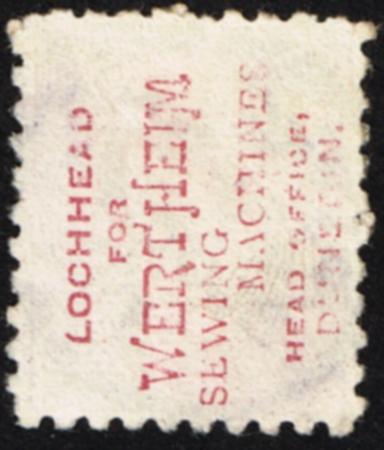 LOCHHEAD
FOR
WERTHEIM
SEWING
MACHINES
HEAD OFFICE,
DUNEDIN.